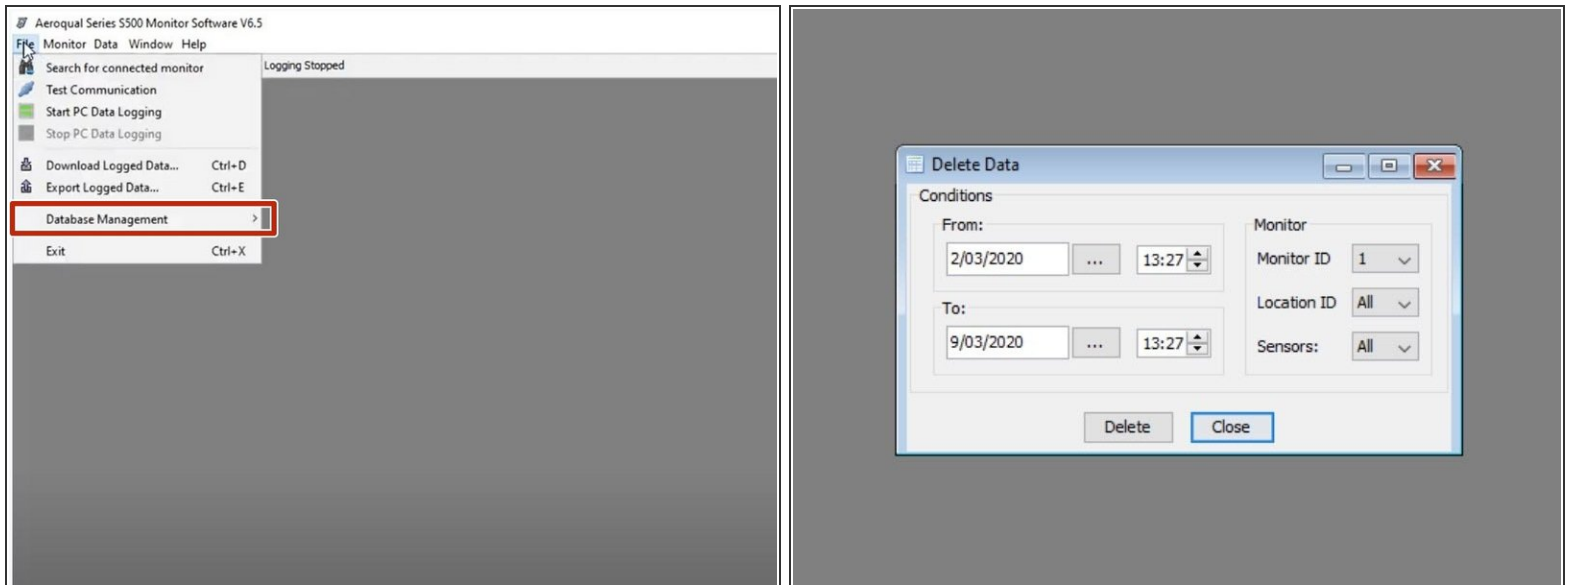 Aeroqual Series S500 Monitor Software V6.5
File Monitor Data Window Help
Search for connected monitor
Logging Stopped
Test Communication
Start PC Data Logging
Stop PC Data Logging
Download Logged Data... Ctrl+D
Export Logged Data... Ctrl+E
Database Management
Exit Ctrl+X
Delete Data
Conditions
From:
2/03/2020 ... 13:27
To:
9/03/2020 ... 13:27
Monitor
Monitor ID 1
Location ID All
Sensors: All
Delete Close